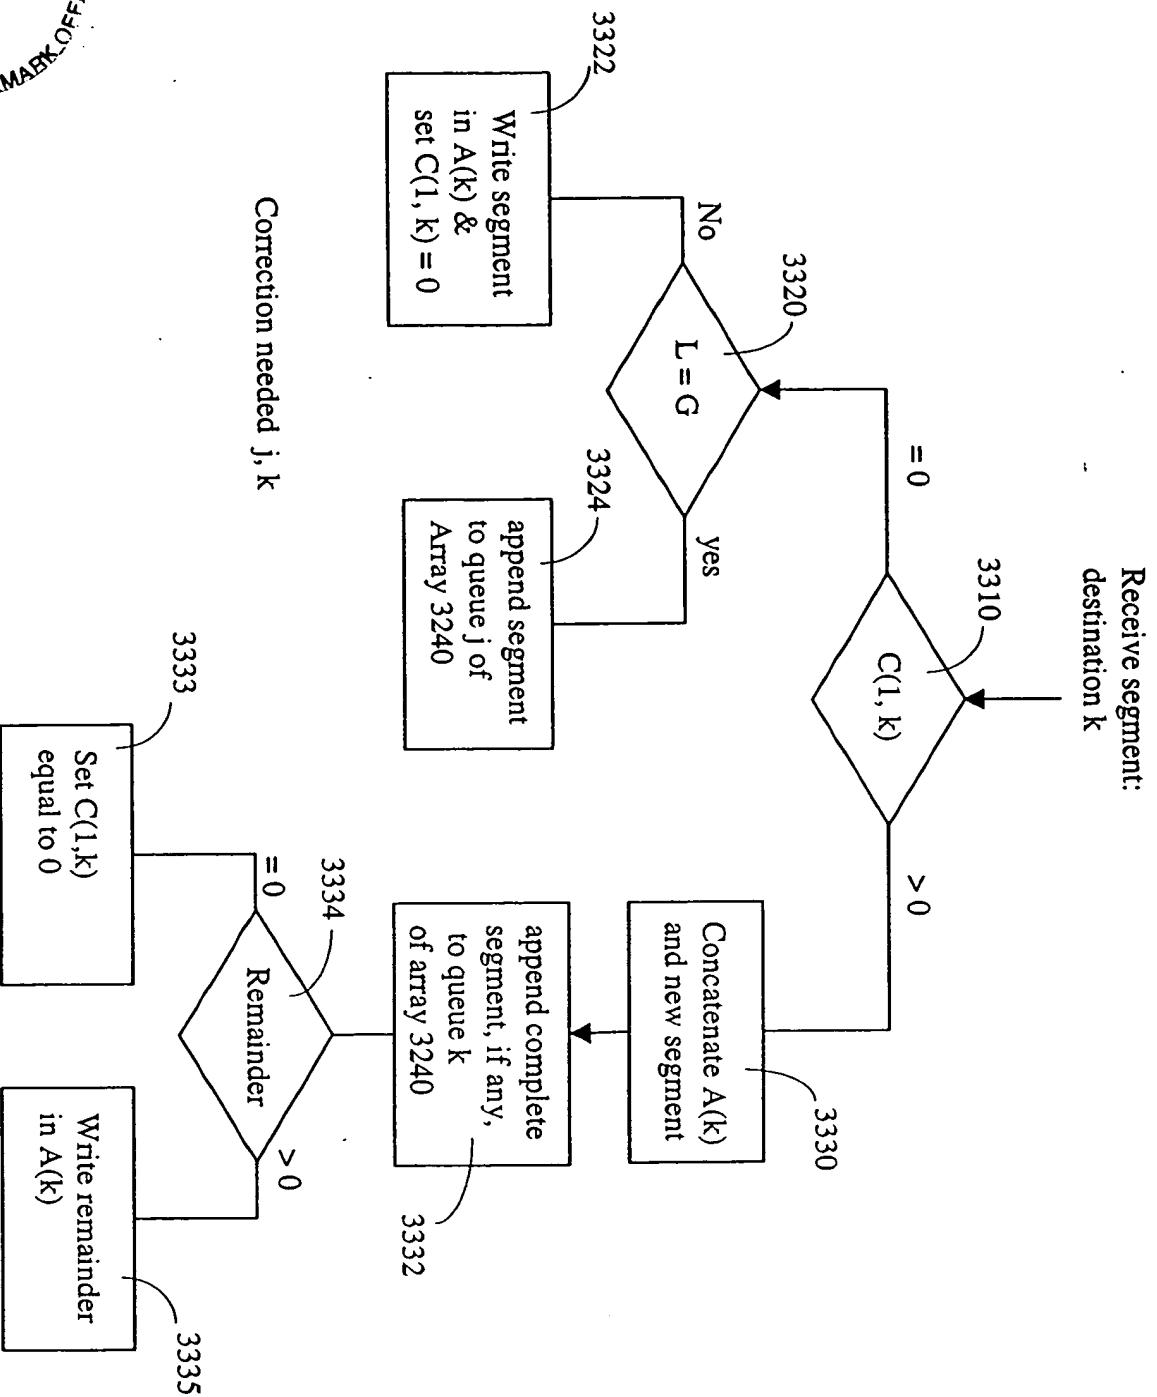 Receive segment:
destination k
3310
C(1, k)
= 0
> 0
3320
L = G
No
yes
3322
Write segment
in A(k) &
set C(1, k) = 0
3324
append segment
to queue j of
Array 3240
Concatenate A(k)
and new segment
3330
append complete
segment, if any,
to queue k
of array 3240
3332
Correction needed j, k
3334
Remainder
= 0
> 0
3333
Set C(1,k)
equal to 0
Write remainder
in A(k)
3335